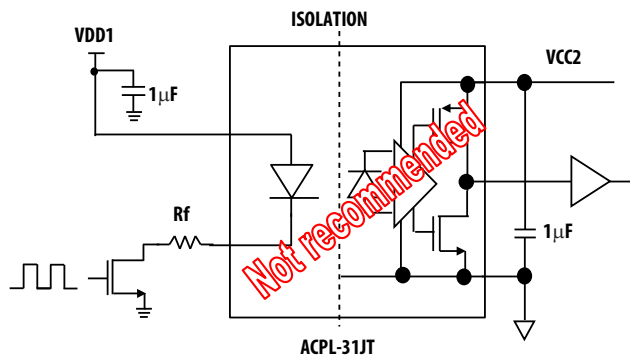 ISOLATION
VDD1
VCC2
1μF
Not recommended
Rf
1μF
ACPL-31JT